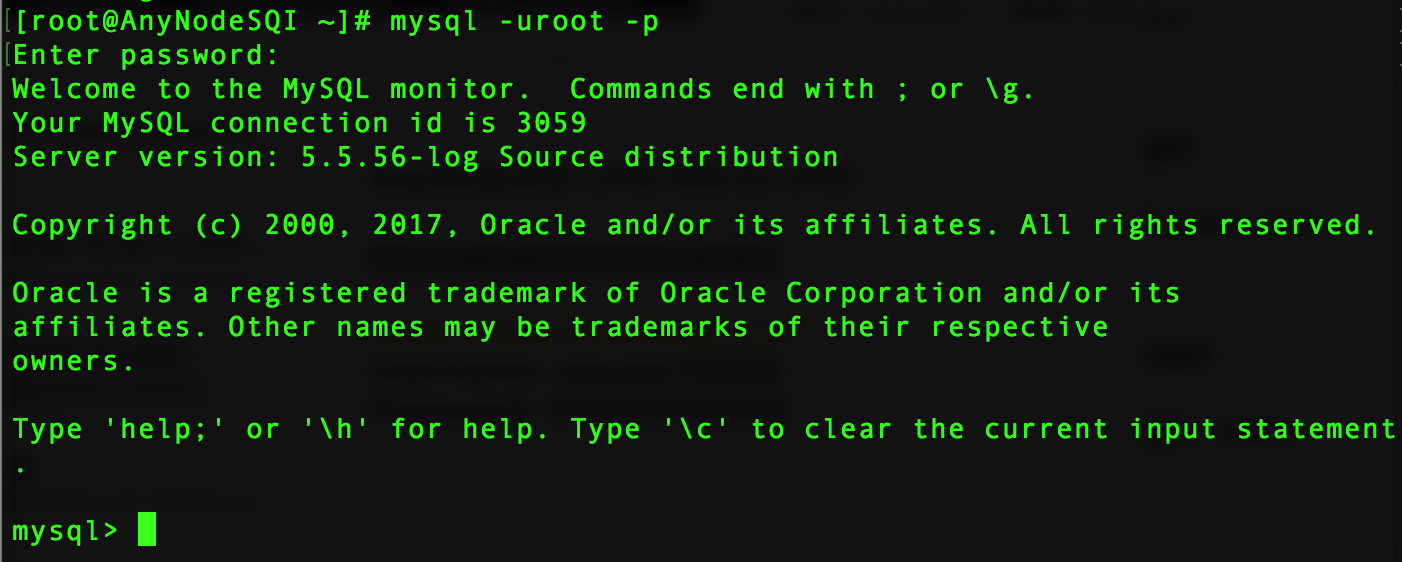 [root@AnyNodeSQI ~]# mysql -uroot -p
Enter password:
Welcome to the MySQL monitor.  Commands end with ; or \g.
Your MySQL connection id is 3059
Server version: 5.5.56-log Source distribution
Copyright (c) 2000, 2017, Oracle and/or its affiliates. All rights reserved.
Oracle is a registered trademark of Oracle Corporation and/or its
affiliates. Other names may be trademarks of their respective
owners.
Type 'help;' or '\h' for help. Type '\c' to clear the current input statement
.
mysql>